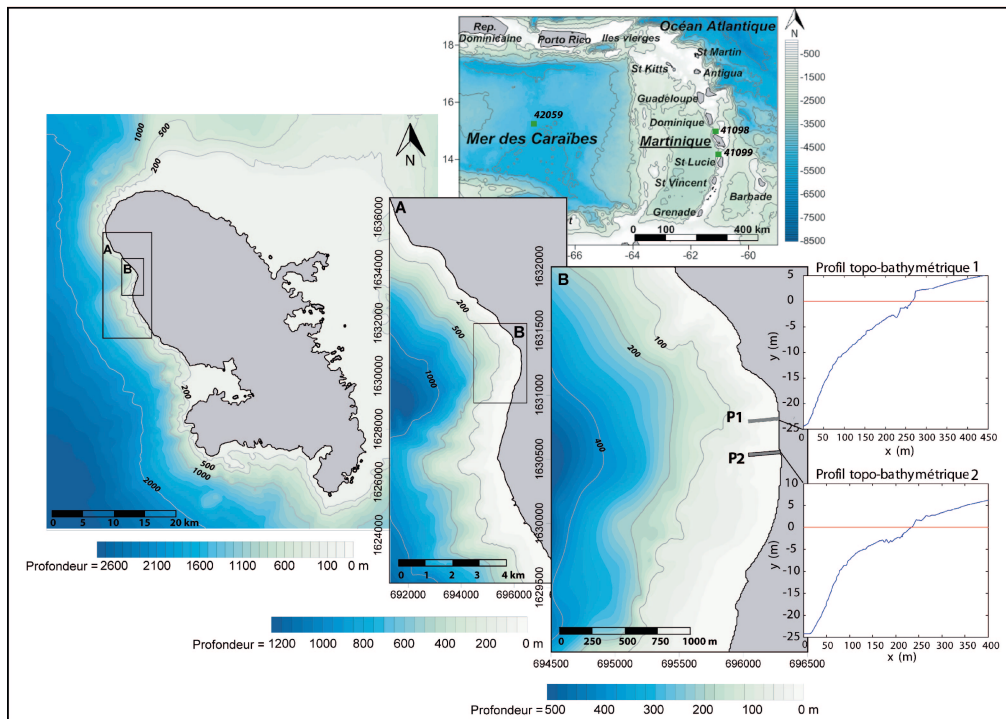 Océan Atlantique
Rep.
Dominicaine
Porto Rico
Iles vierges
St Martin
St Kitts
Antigua
Guadeloupe
Dominique
41098
42059
Mer des Caraïbes
Martinique
41099
St Lucie
St Vincent
Barbade
Grenade
et
N
18
16
14
0 100 400 km
-66 -64 -62 -60
-500
-1500
-2500
-3500
-4500
-5500
-6500
-7500
-8500
1000
500
200
N
A
B
200
500
1000
2000
0 5 10 15 20 km
Profondeur = 2600 2100 1600 1100 600 100 0 m
A
1636000
1634000
1632000
1630000
1628000
1626000
1624000
200
500
1000
B
0 1 2 3 4 km
692000 694000 696000
Profondeur = 1200 1000 800 600 400 200 0 m
B
1632000
1631500
1631000
1630500
1630000
1629500
100
200
400
P1
P2
0 250 500 750 1000 m
694500 695000 695500 696000 696500
Profondeur = 500 400 300 200 100 0 m
Profil topo-bathymétrique 1
y (m)
5
0
-5
-10
-15
-20
-25
0 50 100 150 200 250 300 350 400 450
x (m)
Profil topo-bathymétrique 2
y (m)
10
5
0
-5
-10
-15
-20
-25
0 50 100 150 200 250 300 350 400
x (m)